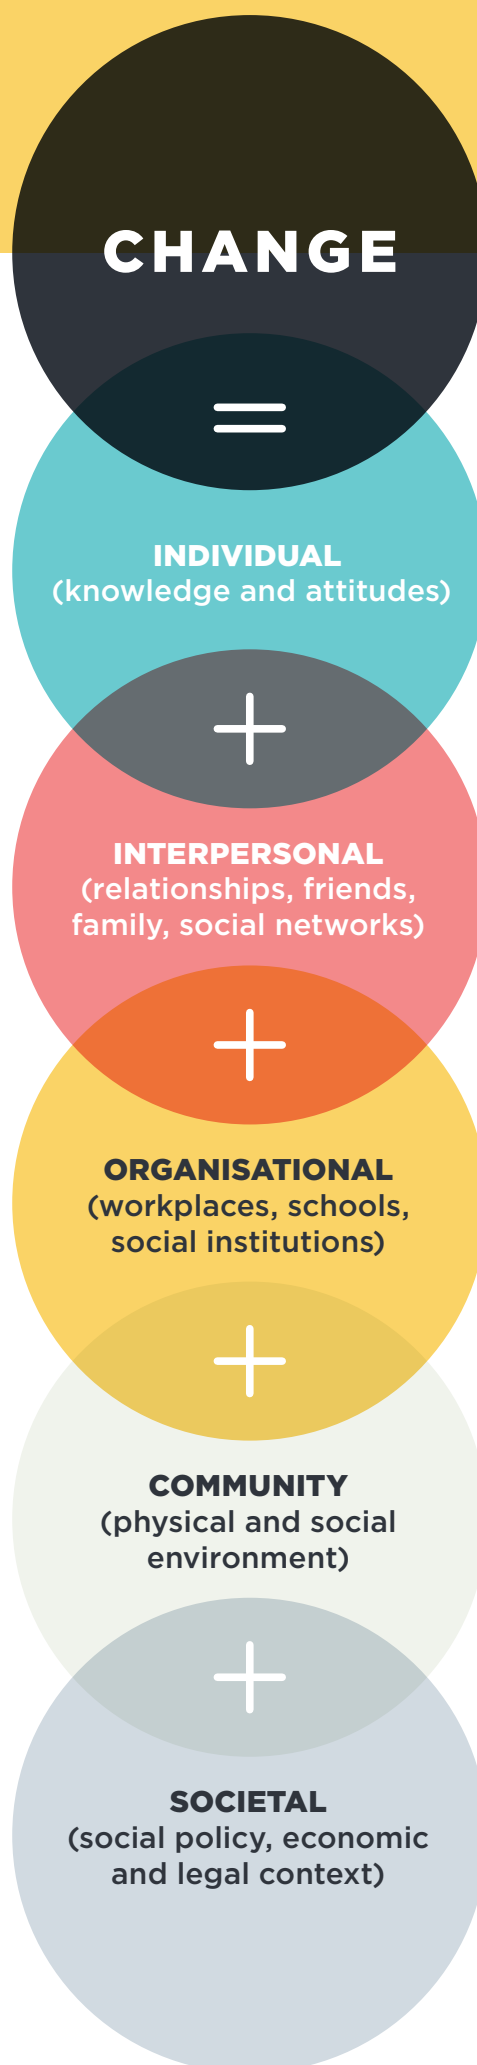 CHANGE
=
INDIVIDUAL
(knowledge and attitudes)
+
INTERPERSONAL
(relationships, friends,
family, social networks)
+
ORGANISATIONAL
(workplaces, schools,
social institutions)
+
COMMUNITY
(physical and social
environment)
+
SOCIETAL
(social policy, economic
and legal context)